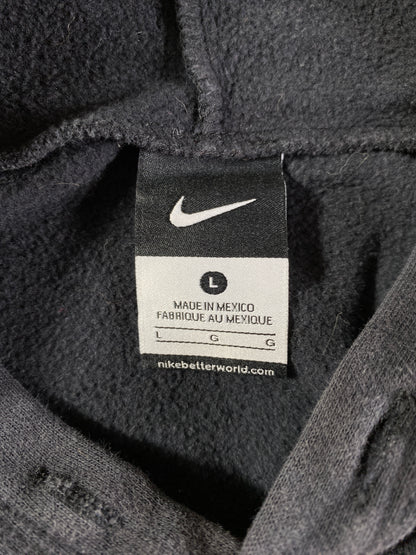 L
MADE IN MEXICO
FABRIQUE AU MEXIQUE
L G G
nikebetterworld.com